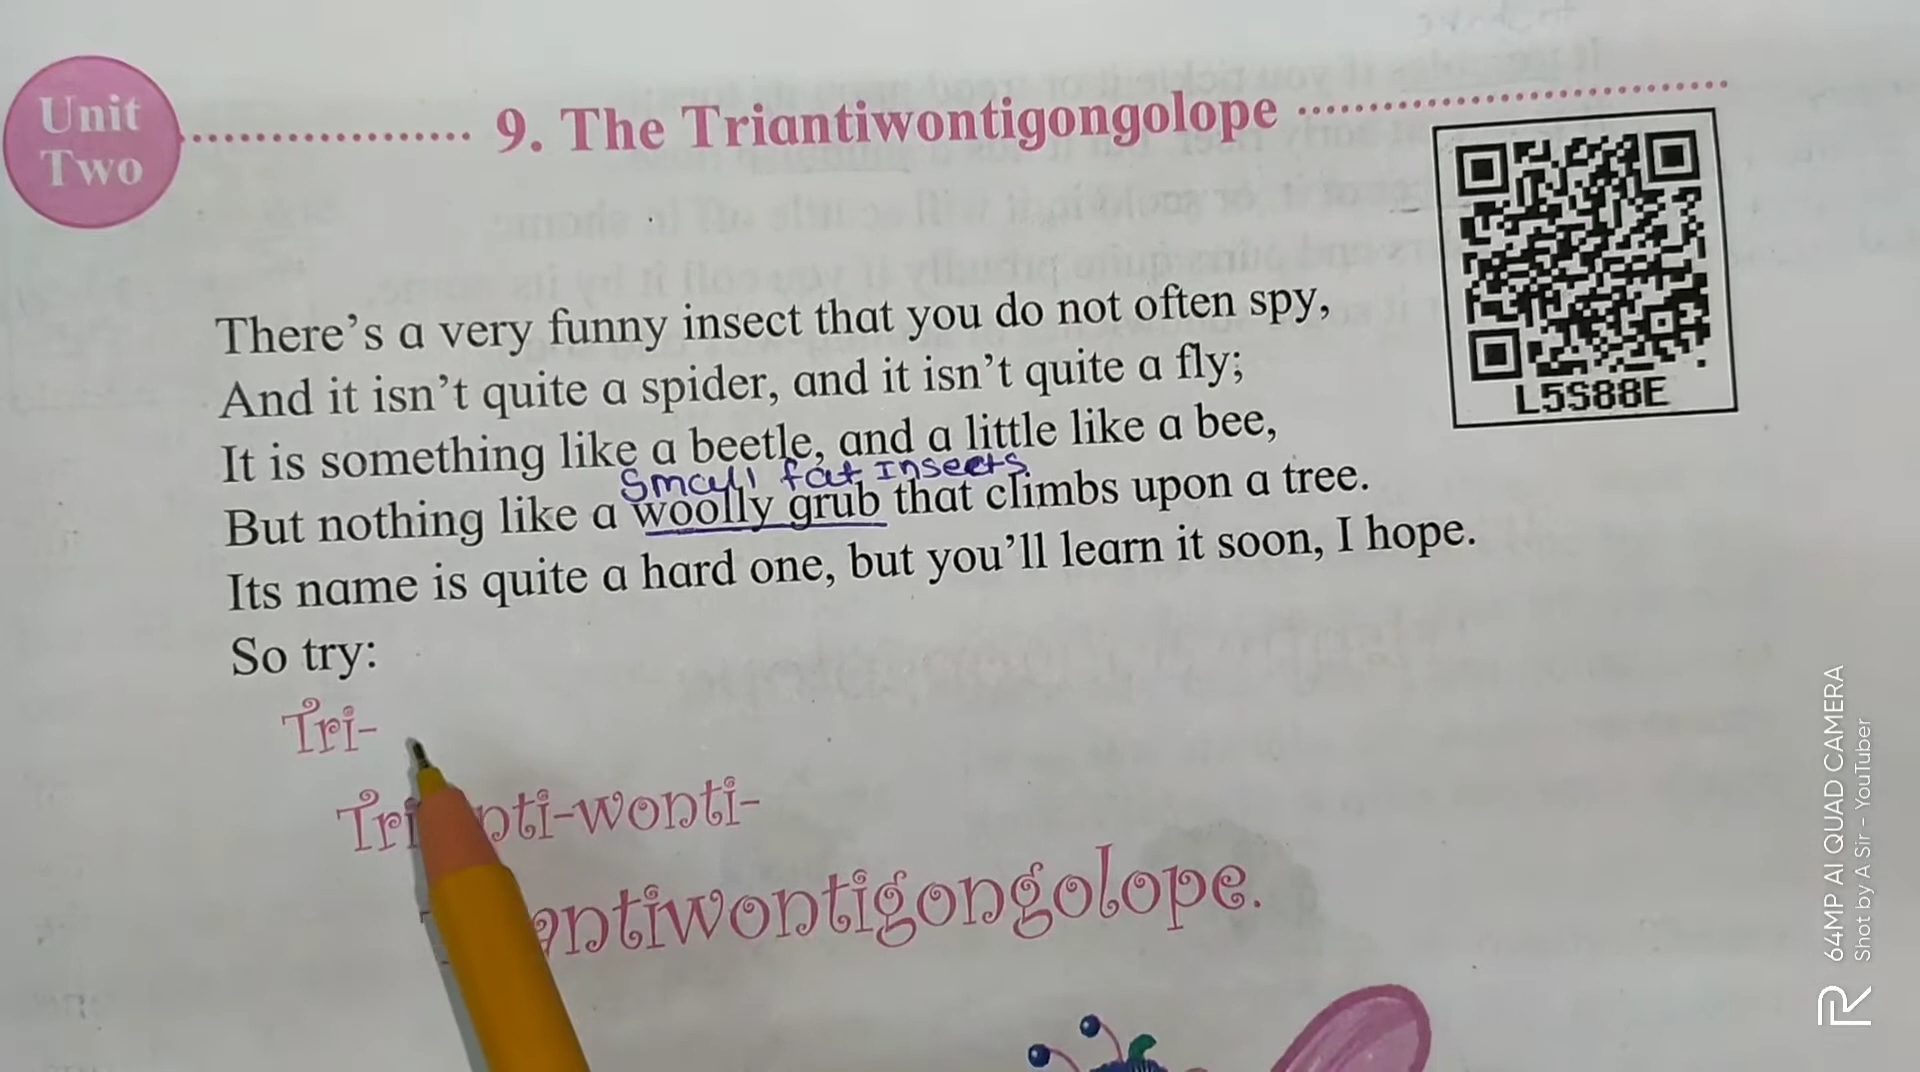 Unit
Two
9. The Triantiwontigongolope
L5S88E
There's a very funny insect that you do not often spy,
And it isn't quite a spider, and it isn't quite a fly;
It is something like a beetle, and a little like a bee,
Small fat Insects.
But nothing like a woolly grub that climbs upon a tree.
Its name is quite a hard one, but you'll learn it soon, I hope.
So try:
Tri-
Tri nti-wonti-
antiwontigongolope.
64MP AI QUAD CAMERA
Shot by A Sir - YouTuber